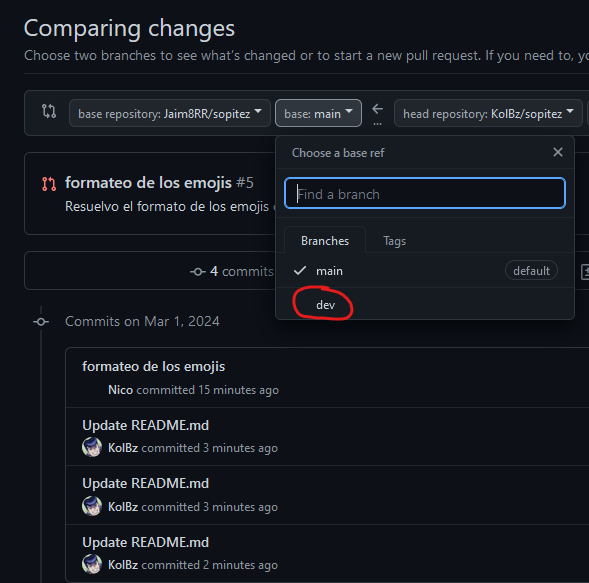 Comparing changes
Choose two branches to see what's changed or to start a new pull request. If you need to,
base repository: Jaim8RR/sopitez
base: main
...
head repository: KolBz/sopitez
Choose a base ref
formateo de los emojis #5
Resuelvo el formato de los emojis
Find a branch
Branches
Tags
main
default
4 commits
dev
Commits on Mar 1, 2024
formateo de los emojis
Nico committed 15 minutes ago
Update README.md
KolBz committed 3 minutes ago
Update README.md
KolBz committed 3 minutes ago
Update README.md
KolBz committed 2 minutes ago